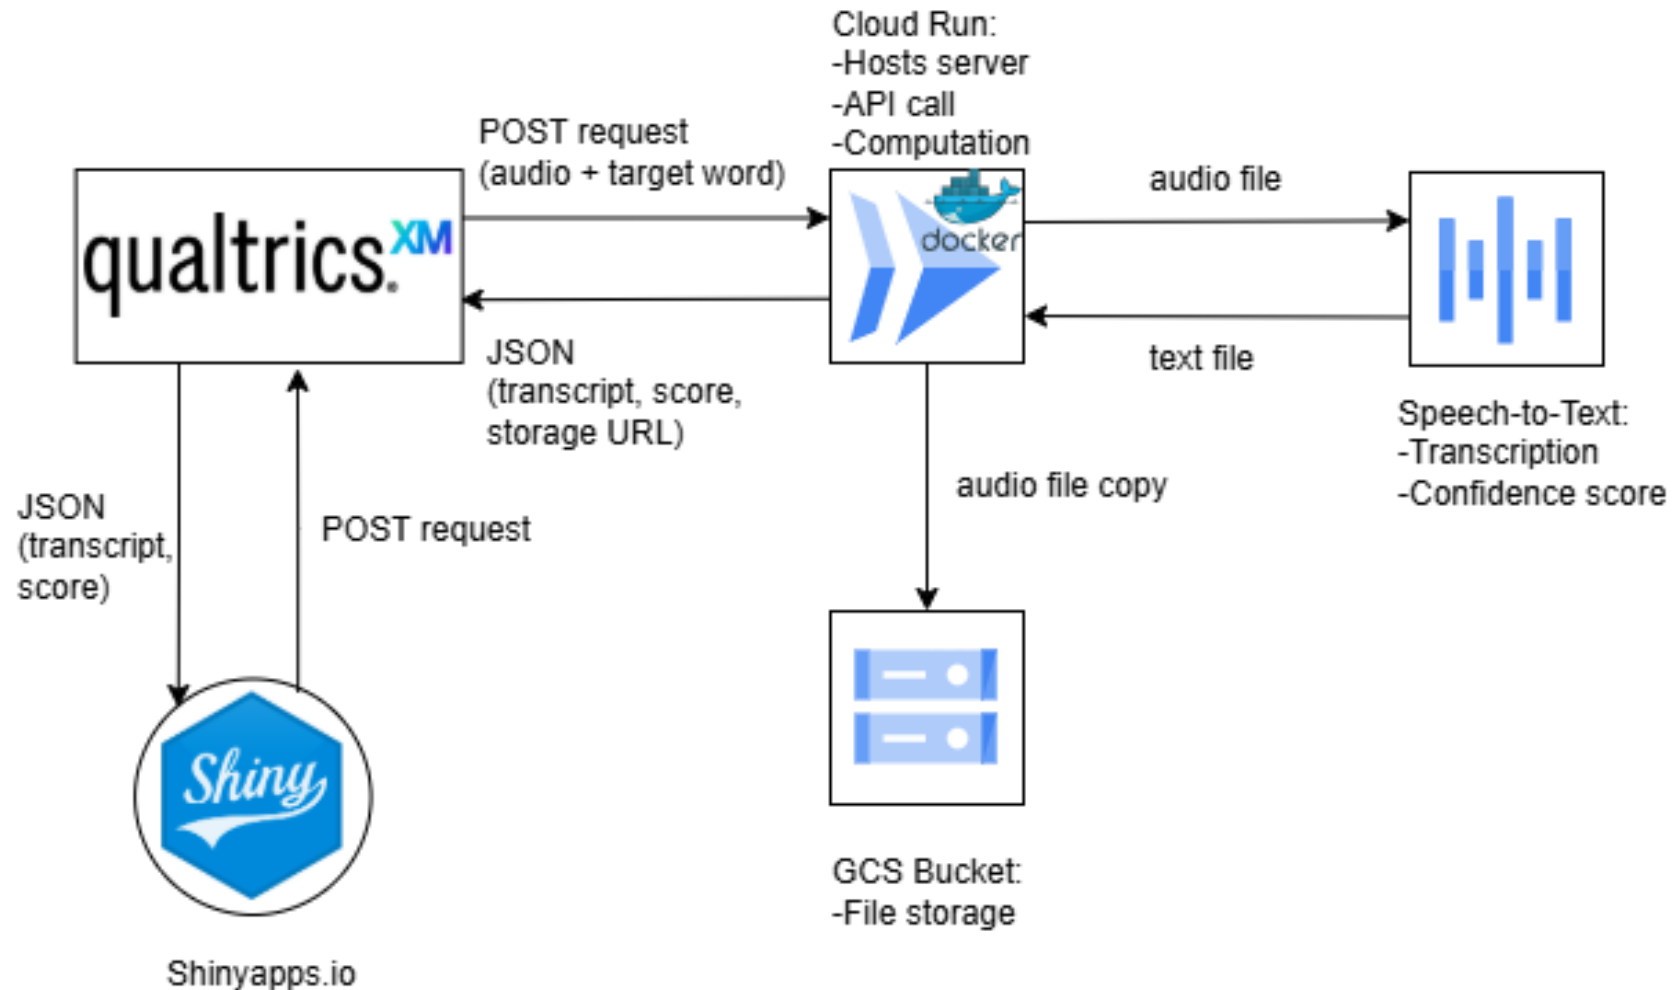 Cloud Run:
-Hosts server
-API call
-Computation
POST request
(audio + target word)
audio file
qualtrics.® XM
docker
JSON
(transcript, score,
storage URL)
text file
Speech-to-Text:
-Transcription
-Confidence score
audio file copy
JSON
(transcript,
score)
POST request
Shiny
GCS Bucket:
-File storage
Shinyapps.io